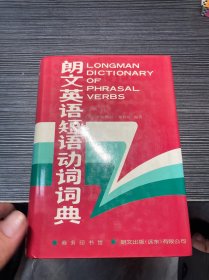 朗文英语短语动词词典
LONGMAN
DICTIONARY
OF
PHRASAL
VERBS
商务印书馆
朗文出版(远东)有限公司